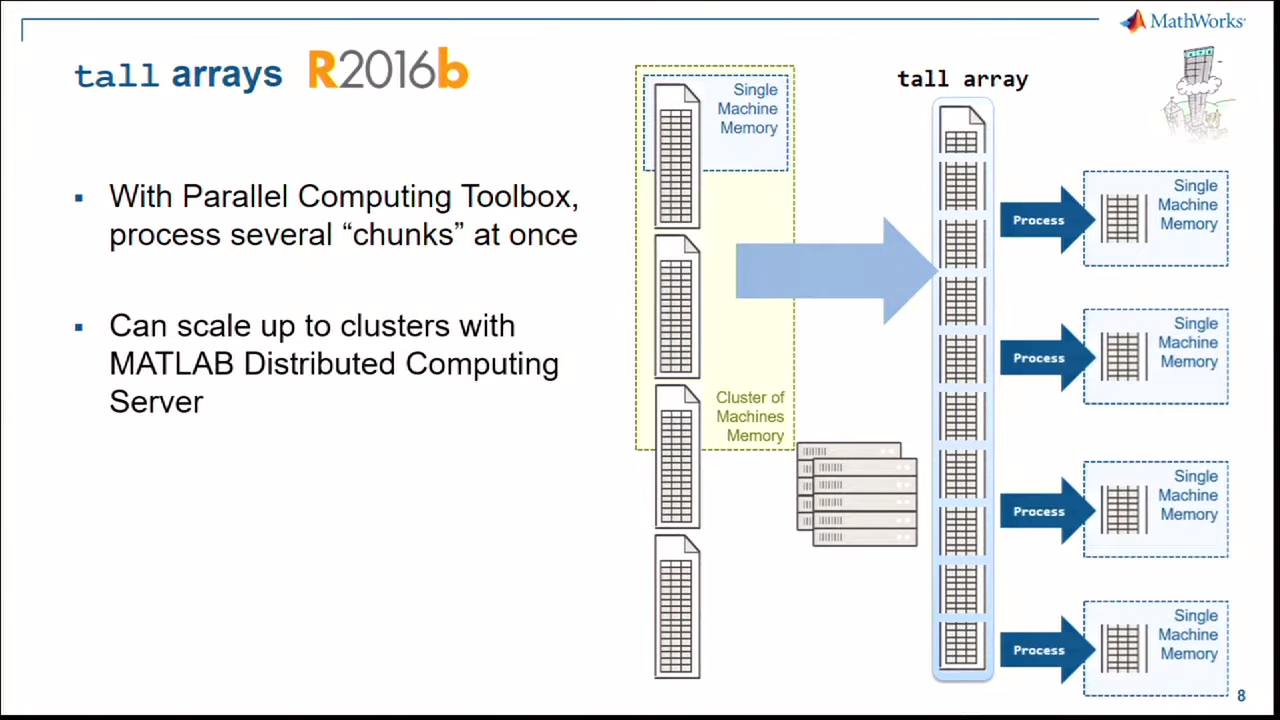 MathWorks
tall arrays R2016b
▪ With Parallel Computing Toolbox,
process several “chunks” at once
▪ Can scale up to clusters with
MATLAB Distributed Computing
Server
Single
Machine
Memory
Cluster of
Machines
Memory
tall array
Process
Single
Machine
Memory
Process
Single
Machine
Memory
Process
Single
Machine
Memory
Process
Single
Machine
Memory
8